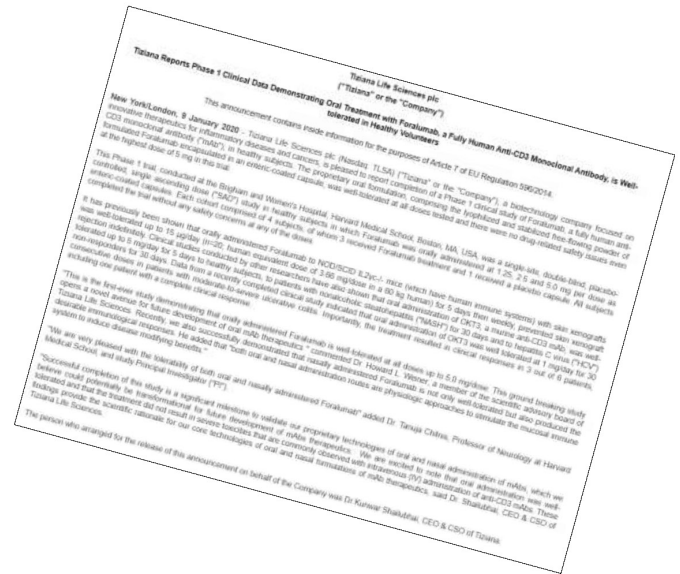 Tiziana Life Sciences plc
("Tiziana" or the "Company")
Tiziana Reports Phase 1 Clinical Data Demonstrating Oral Treatment with Foralumab, a Fully Human Anti-CD3 Monoclonal Antibody, is Well-
tolerated in Healthy Volunteers
This announcement contains inside information for the purposes of Article 7 of EU Regulation 596/2014.
New York/London, 9 January 2020 - Tiziana Life Sciences plc (Nasdaq: TLSA) ("Tiziana" or the "Company"), a biotechnology company focused on
innovative therapeutics for inflammatory diseases and cancers, is pleased to report completion of a Phase 1 clinical study of Foralumab, a fully human anti-
CD3 monoclonal antibody ("mAb"), in healthy subjects. The proprietary oral formulation, comprising the lyophilized and stabilized free-flowing powder of
formulated Foralumab encapsulated in an enteric-coated capsule, was well-tolerated at all doses tested and there were no drug-related safety issues even
at the highest dose of 5 mg in this trial.
This Phase 1 trial, conducted at the Brigham and Women's Hospital, Harvard Medical School, Boston, MA, USA, was a single-site, double-blind, placebo-
controlled, single ascending dose ("SAD") study in healthy subjects in which Foralumab was orally administered at 1.25, 2.5 and 5.0 mg per dose as
enteric-coated capsules. Each cohort comprised of 4 subjects, of whom 3 received Foralumab treatment and 1 received a placebo capsule. All subjects
completed the trial without any safety concerns at any of the doses.
It has previously been shown that orally administered Foralumab to NOD/SCID IL2γc-/- mice (which have human immune systems) with skin xenografts
was well-tolerated up to 15 µg/day (n=20, human equivalent dose of 3.66 mg/dose in a 60 kg human) for 5 days then weekly, prevented skin xenograft
rejection indefinitely. Clinical studies conducted by other researchers have also shown that oral administration of OKT3, a murine anti-CD3 mAb, was well-
tolerated up to 5 mg/day for 5 days to healthy subjects, to patients with nonalcoholic steatohepatitis ("NASH") for 30 days and to hepatitis C virus ("HCV")
non-responders for 30 days. Data from a recently completed clinical study indicated that oral administration of OKT3 was well tolerated at 1 mg/day for 30
consecutive doses in patients with moderate-to-severe ulcerative colitis. Importantly, the treatment resulted in clinical responses in 3 out of 6 patients,
including one patient with a complete clinical response.
"This is the first-ever study demonstrating that orally administered Foralumab is well-tolerated at all doses up to 5.0 mg/dose. This ground breaking study
opens a novel avenue for future development of oral mAb therapeutics " commented Dr. Howard L. Weiner, a member of the scientific advisory board of
Tiziana Life Sciences. Recently, we also successfully demonstrated that nasally administered Foralumab is not only well-tolerated but also produced the
desirable immunological responses. He added that "both oral and nasal administration routes are physiologic approaches to stimulate the mucosal immune
system to induce disease modifying benefits."
"We are very pleased with the tolerability of both oral and nasally administered Foralumab" added Dr. Tanuja Chitnis, Professor of Neurology at Harvard
Medical School, and study Principal Investigator ("PI").
"Successful completion of this study is a significant milestone to validate our proprietary technologies of oral and nasal administration of mAbs, which we
believe could potentially be transformational for future development of mAbs therapeutics. We are excited to note that oral administration was well-
tolerated and that the treatment did not result in severe toxicities that are commonly observed with intravenous (IV) administration of anti-CD3 mAbs. These
findings provide the scientific rationale for our core technologies of oral and nasal formulations of mAb therapeutics, said Dr. Shailubhai, CEO & CSO of
Tiziana Life Sciences.
The person who arranged for the release of this announcement on behalf of the Company was Dr Kunwar Shailubhai, CEO & CSO of Tiziana.